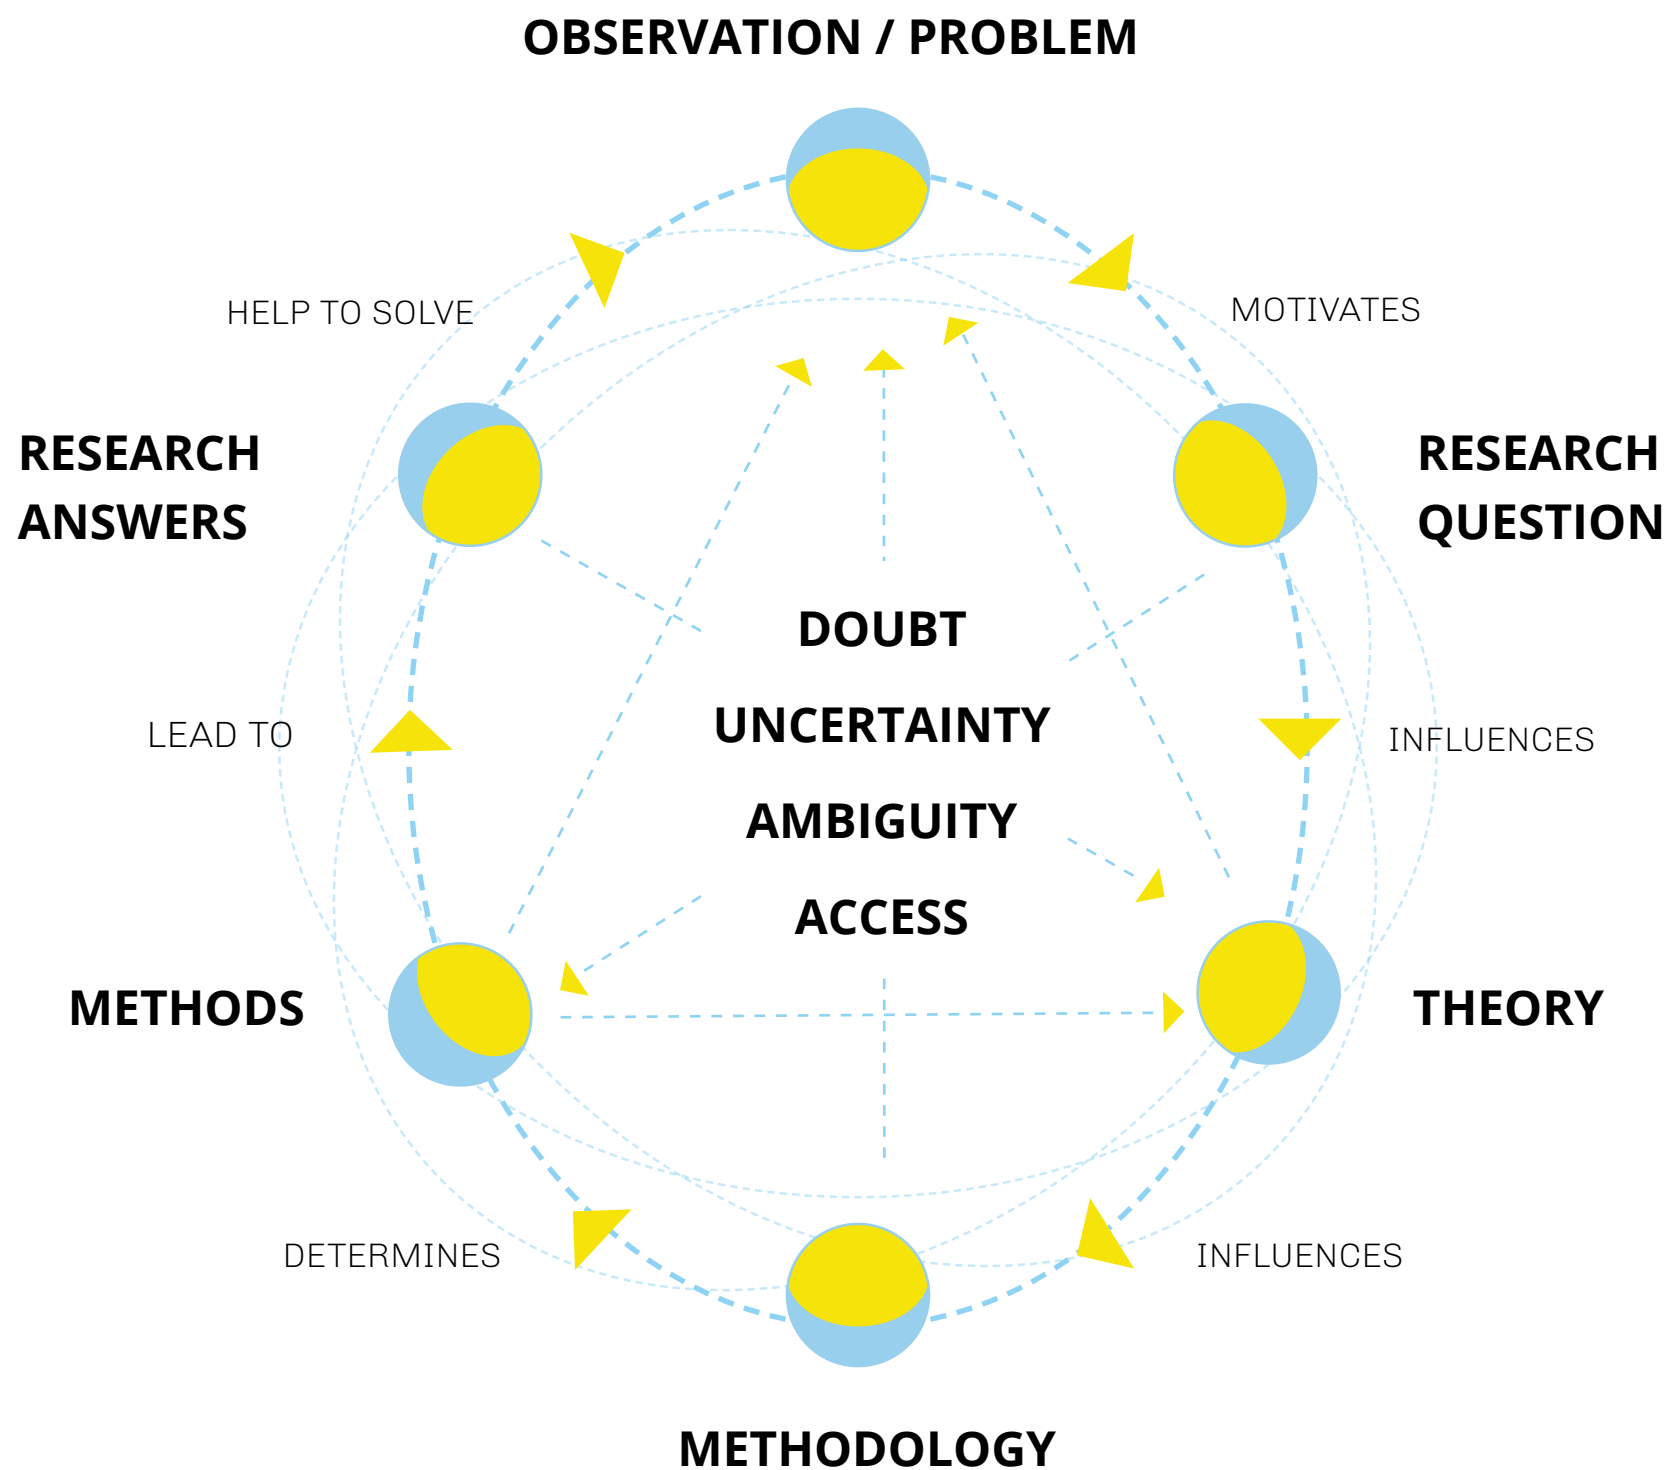 OBSERVATION / PROBLEM
HELP TO SOLVE
MOTIVATES
RESEARCH
ANSWERS
RESEARCH
QUESTION
DOUBT
UNCERTAINTY
AMBIGUITY
ACCESS
LEAD TO
INFLUENCES
METHODS
THEORY
DETERMINES
INFLUENCES
METHODOLOGY